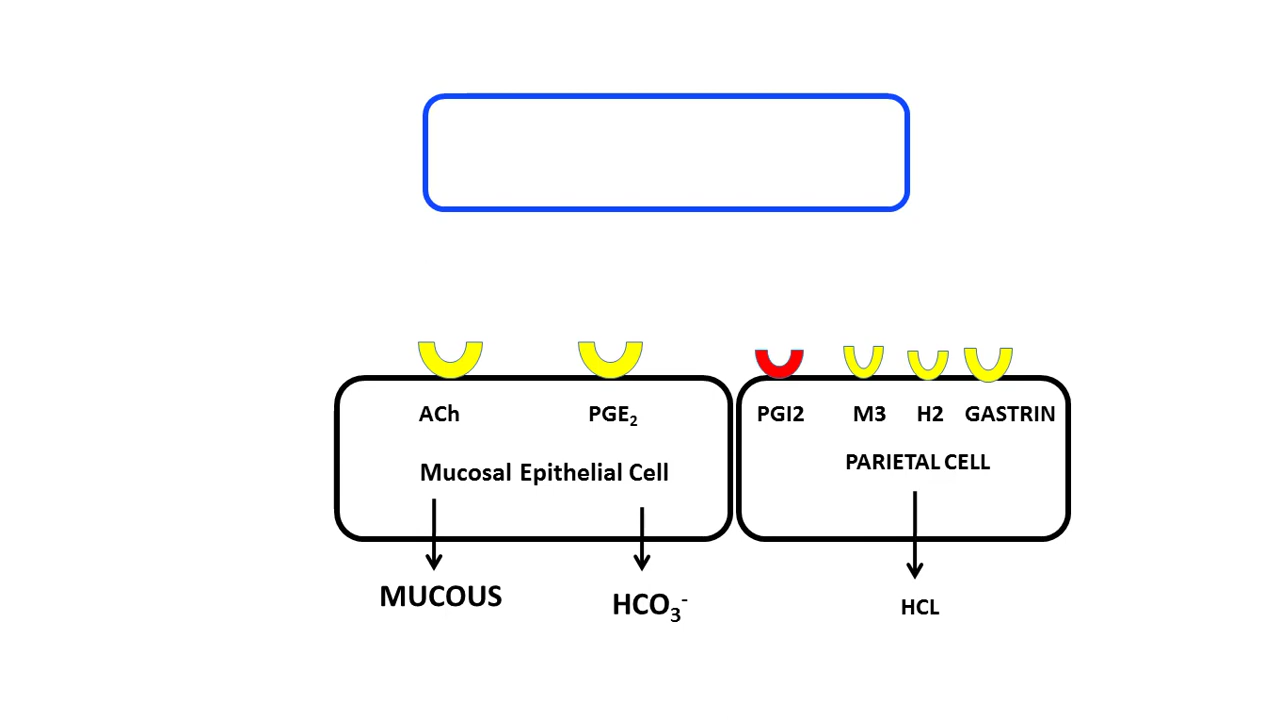 ACh PGE₂ PGI2 M3 H2 GASTRIN
Mucosal Epithelial Cell PARIETAL CELL
MUCOUS HCO₃⁻ HCL